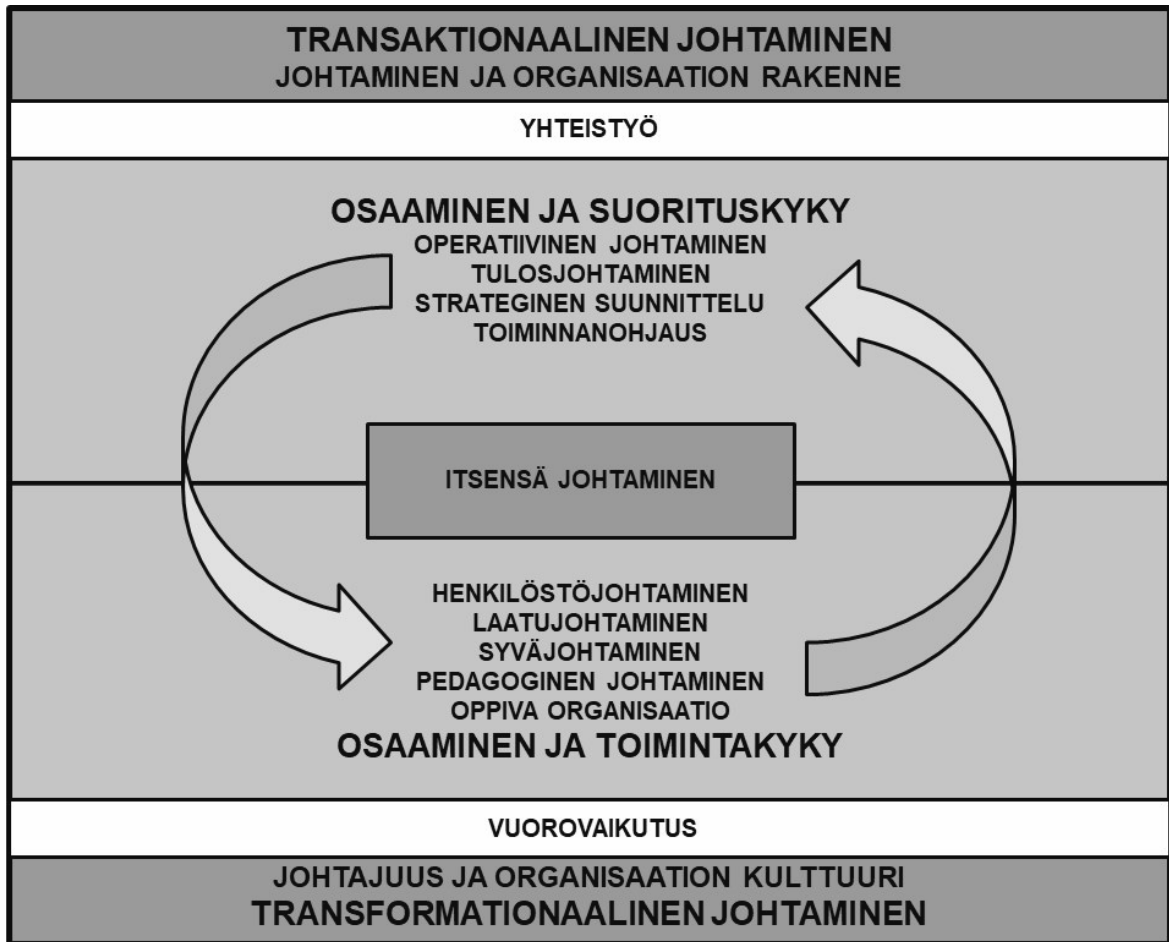 TRANSAKTIONAALINEN JOHTAMINEN
JOHTAMINEN JA ORGANISAATION RAKENNE
YHTEISTYÖ
OSAAMINEN JA SUORITUSKYKY
OPERATIIVINEN JOHTAMINEN
TULOSJOHTAMINEN
STRATEGINEN SUUNNITTELU
TOIMINNANOHJAUS
ITSENSÄ JOHTAMINEN
HENKILÖSTÖJOHTAMINEN
LAATUJOHTAMINEN
SYVÄJOHTAMINEN
PEDAGOGINEN JOHTAMINEN
OPPIVA ORGANISAATIO
OSAAMINEN JA TOIMINTAKYKY
VUOROVAIKUTUS
JOHTAJUUS JA ORGANISAATION KULTTUURI
TRANSFORMATIONAALINEN JOHTAMINEN